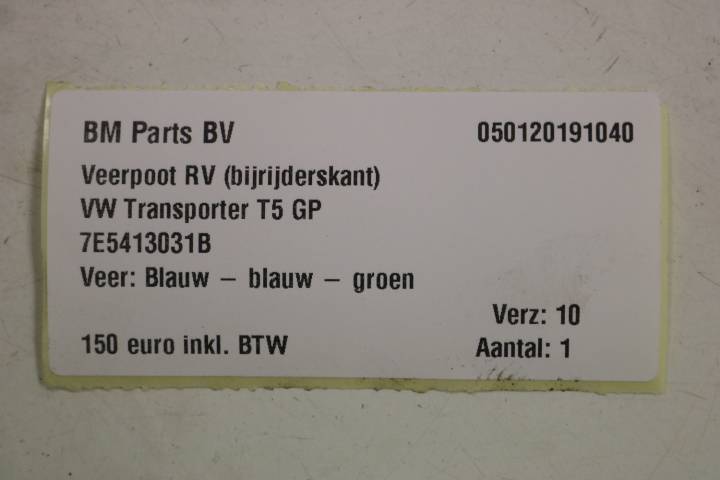 BM Parts BV 050120191040
Veerpoot RV (bijrijderskant)
VW Transporter T5 GP
7E5413031B
Veer: Blauw – blauw – groen
Verz: 10
150 euro inkl. BTW Aantal: 1